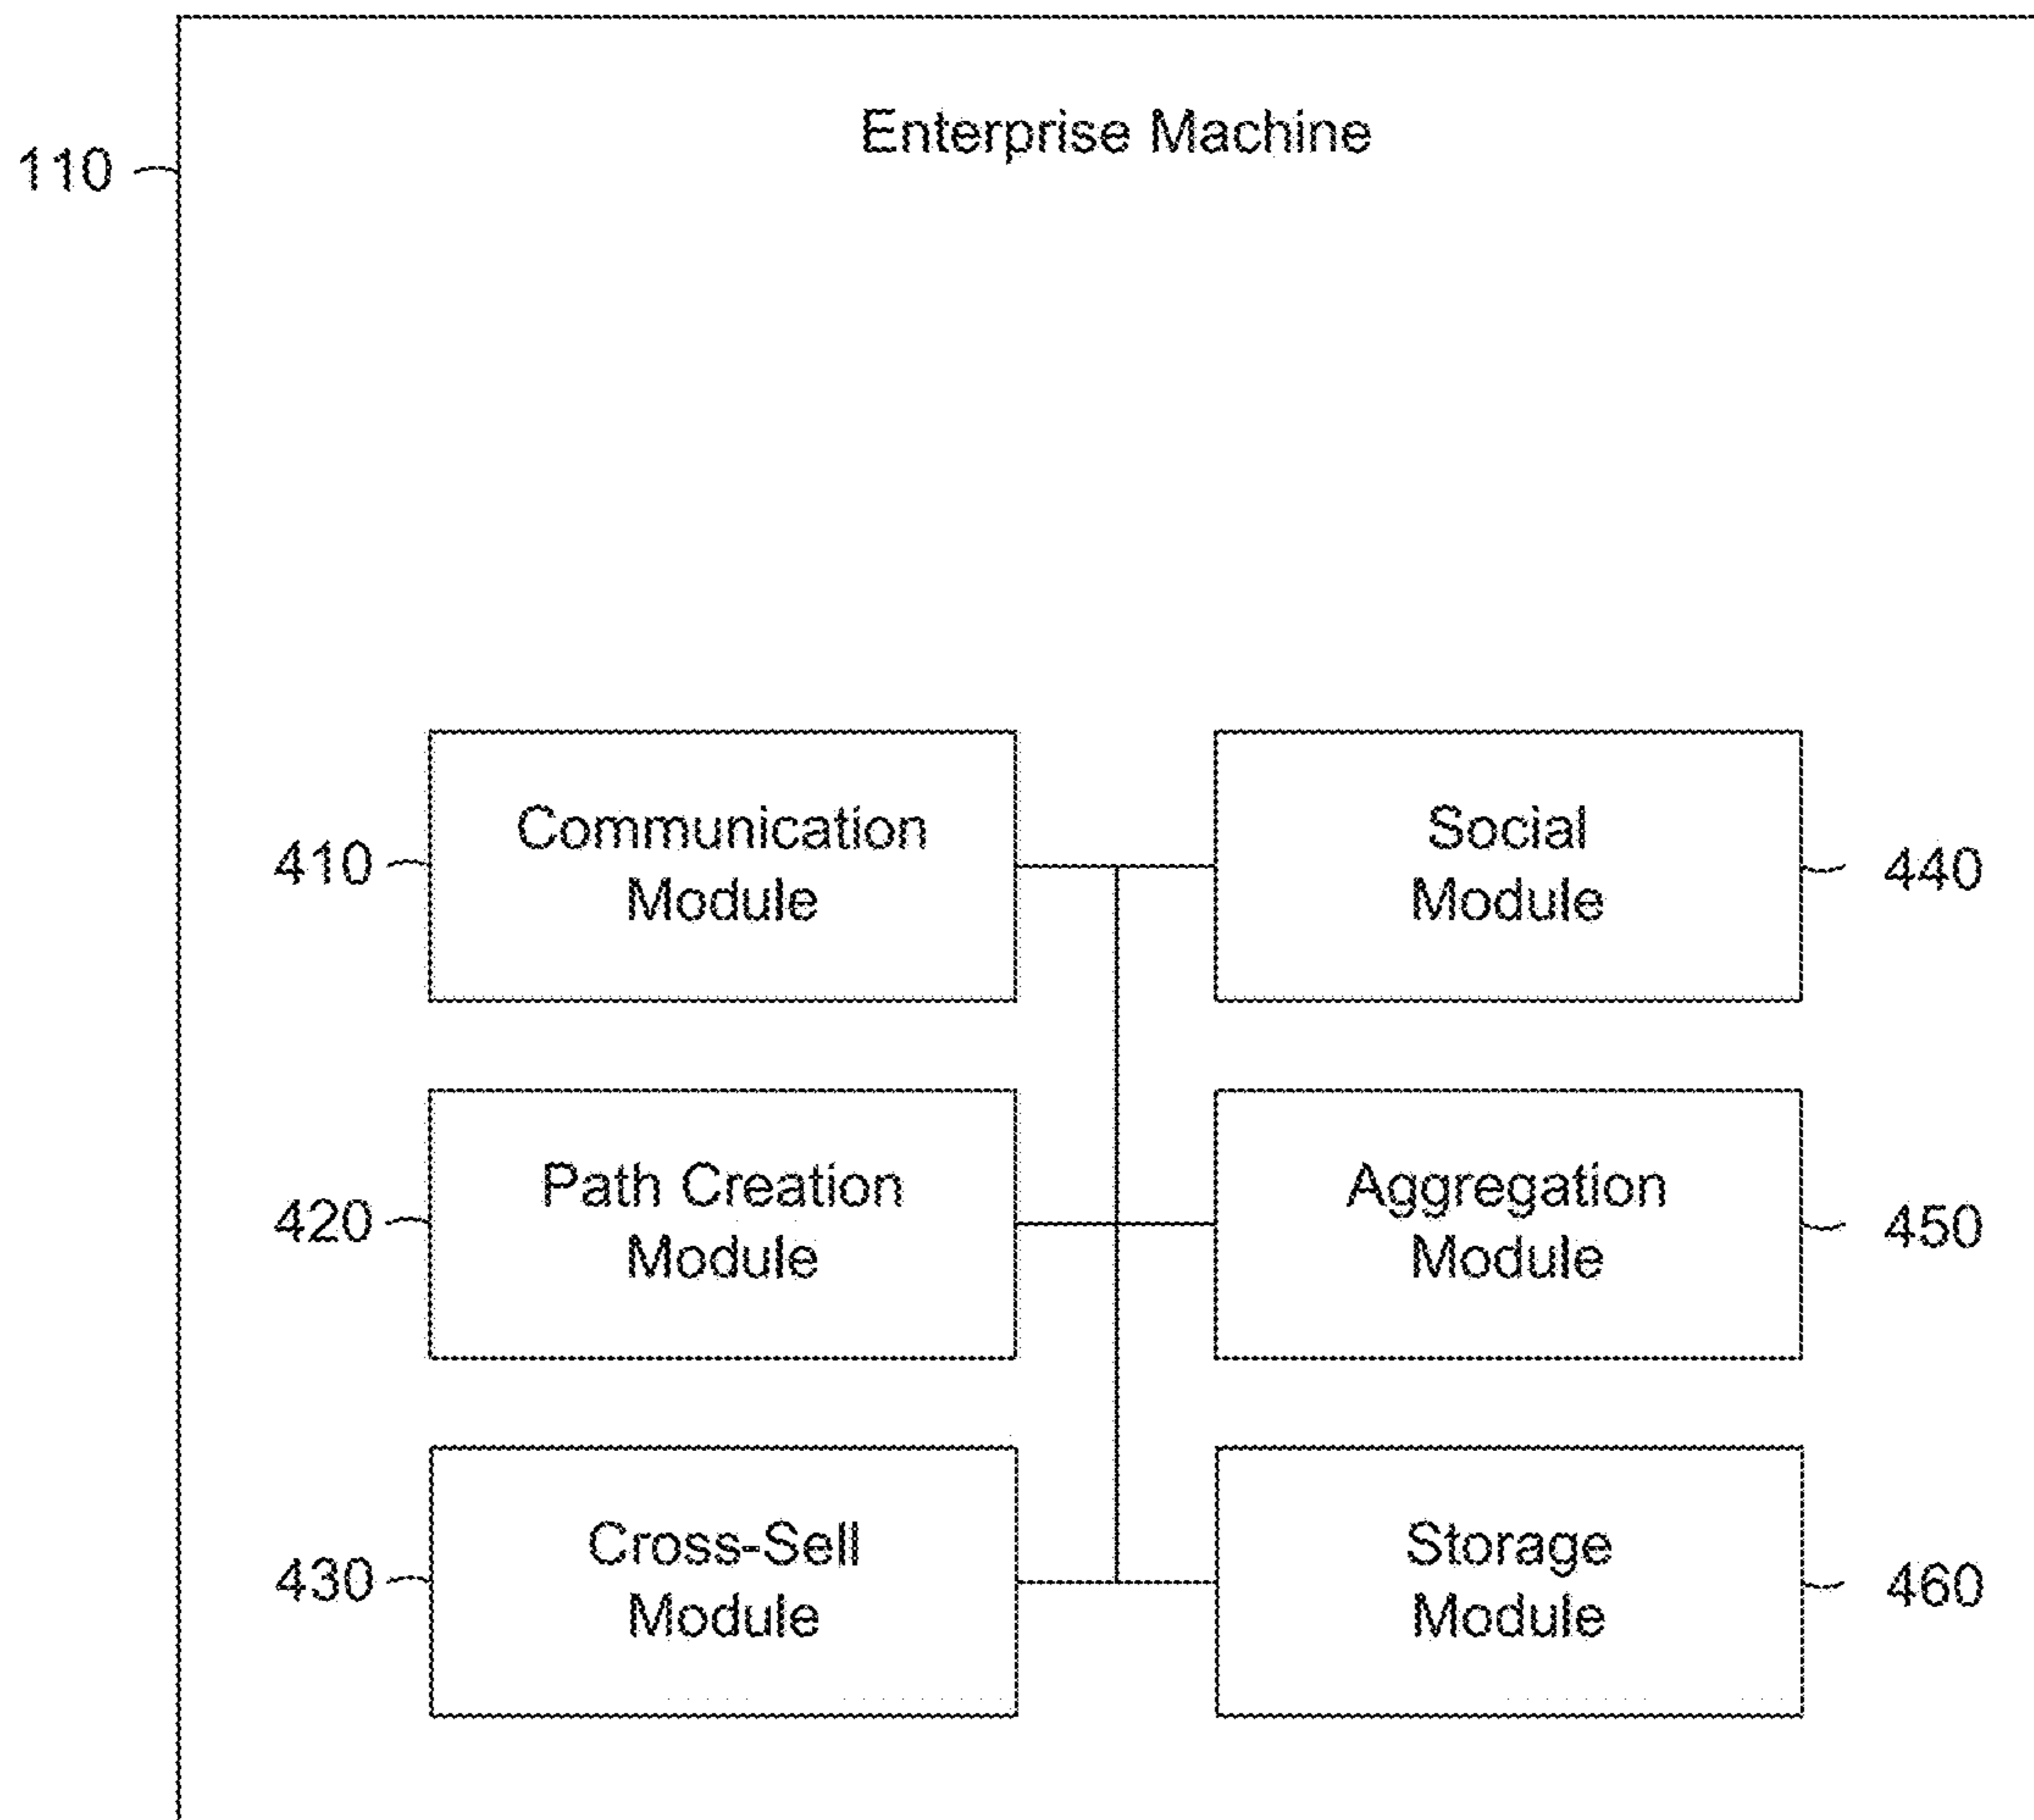 Enterprise Machine
110
Communication
Module
410
Social
Module
440
Path Creation
Module
420
Aggregation
Module
450
Cross-Sell
Module
430
Storage
Module
460